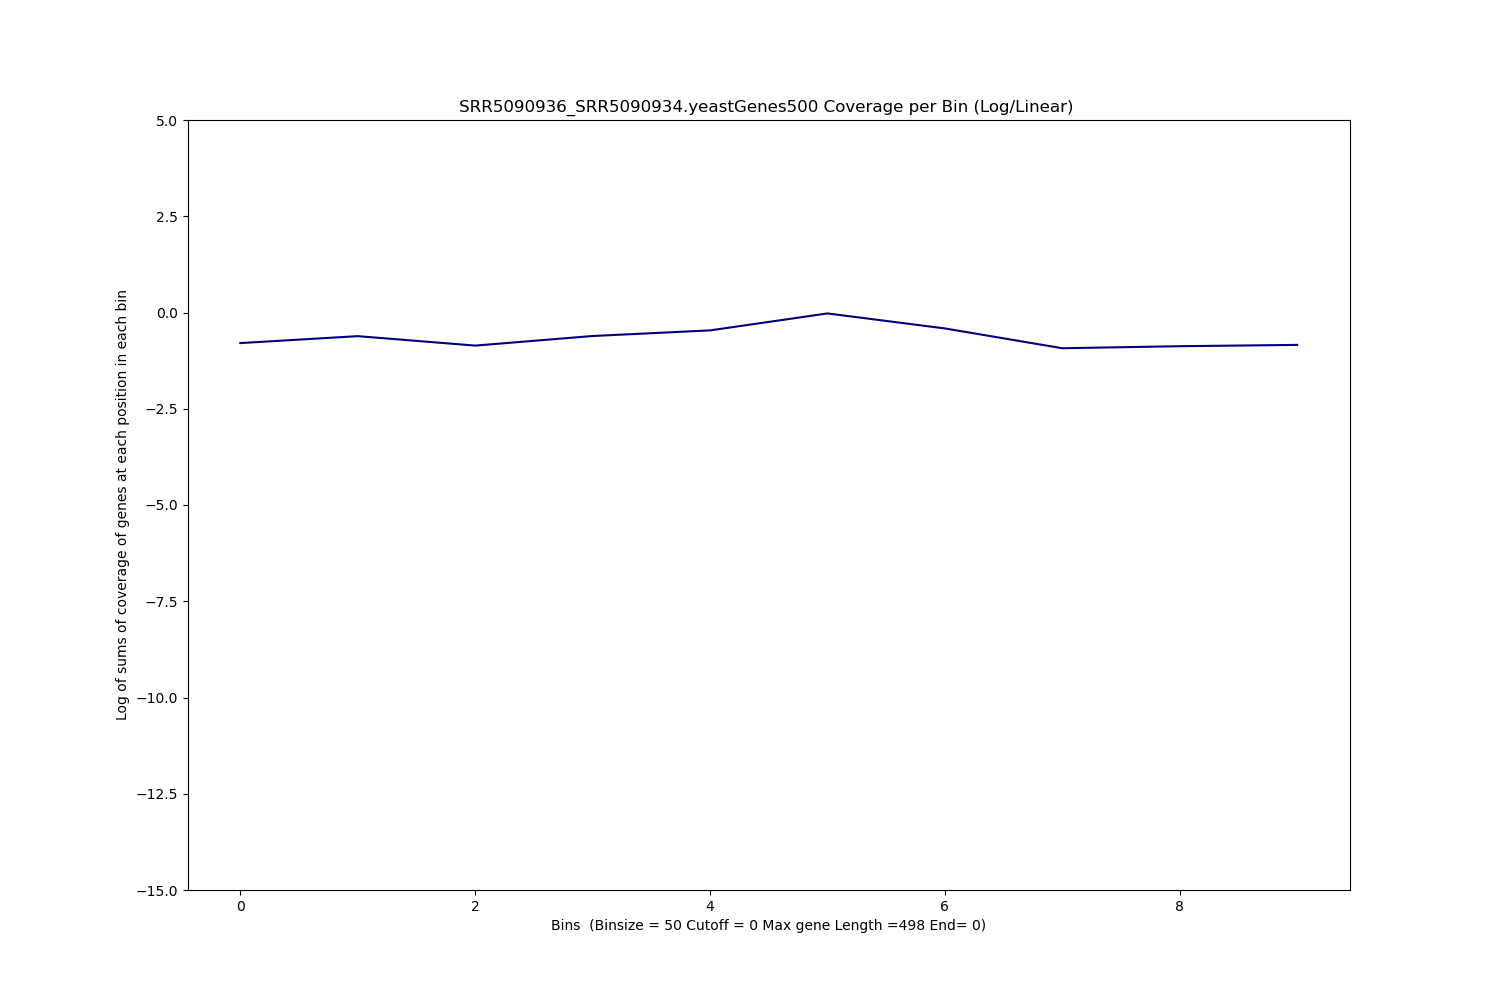 SRR5090936_SRR5090934.yeastGenes500 Coverage per Bin (Log/Linear)
Log of sums of coverage of genes at each position in each bin
5.0
2.5
0.0
−2.5
−5.0
−7.5
−10.0
−12.5
−15.0
0 2 4 6 8
Bins  (Binsize = 50 Cutoff = 0 Max gene Length =498 End= 0)